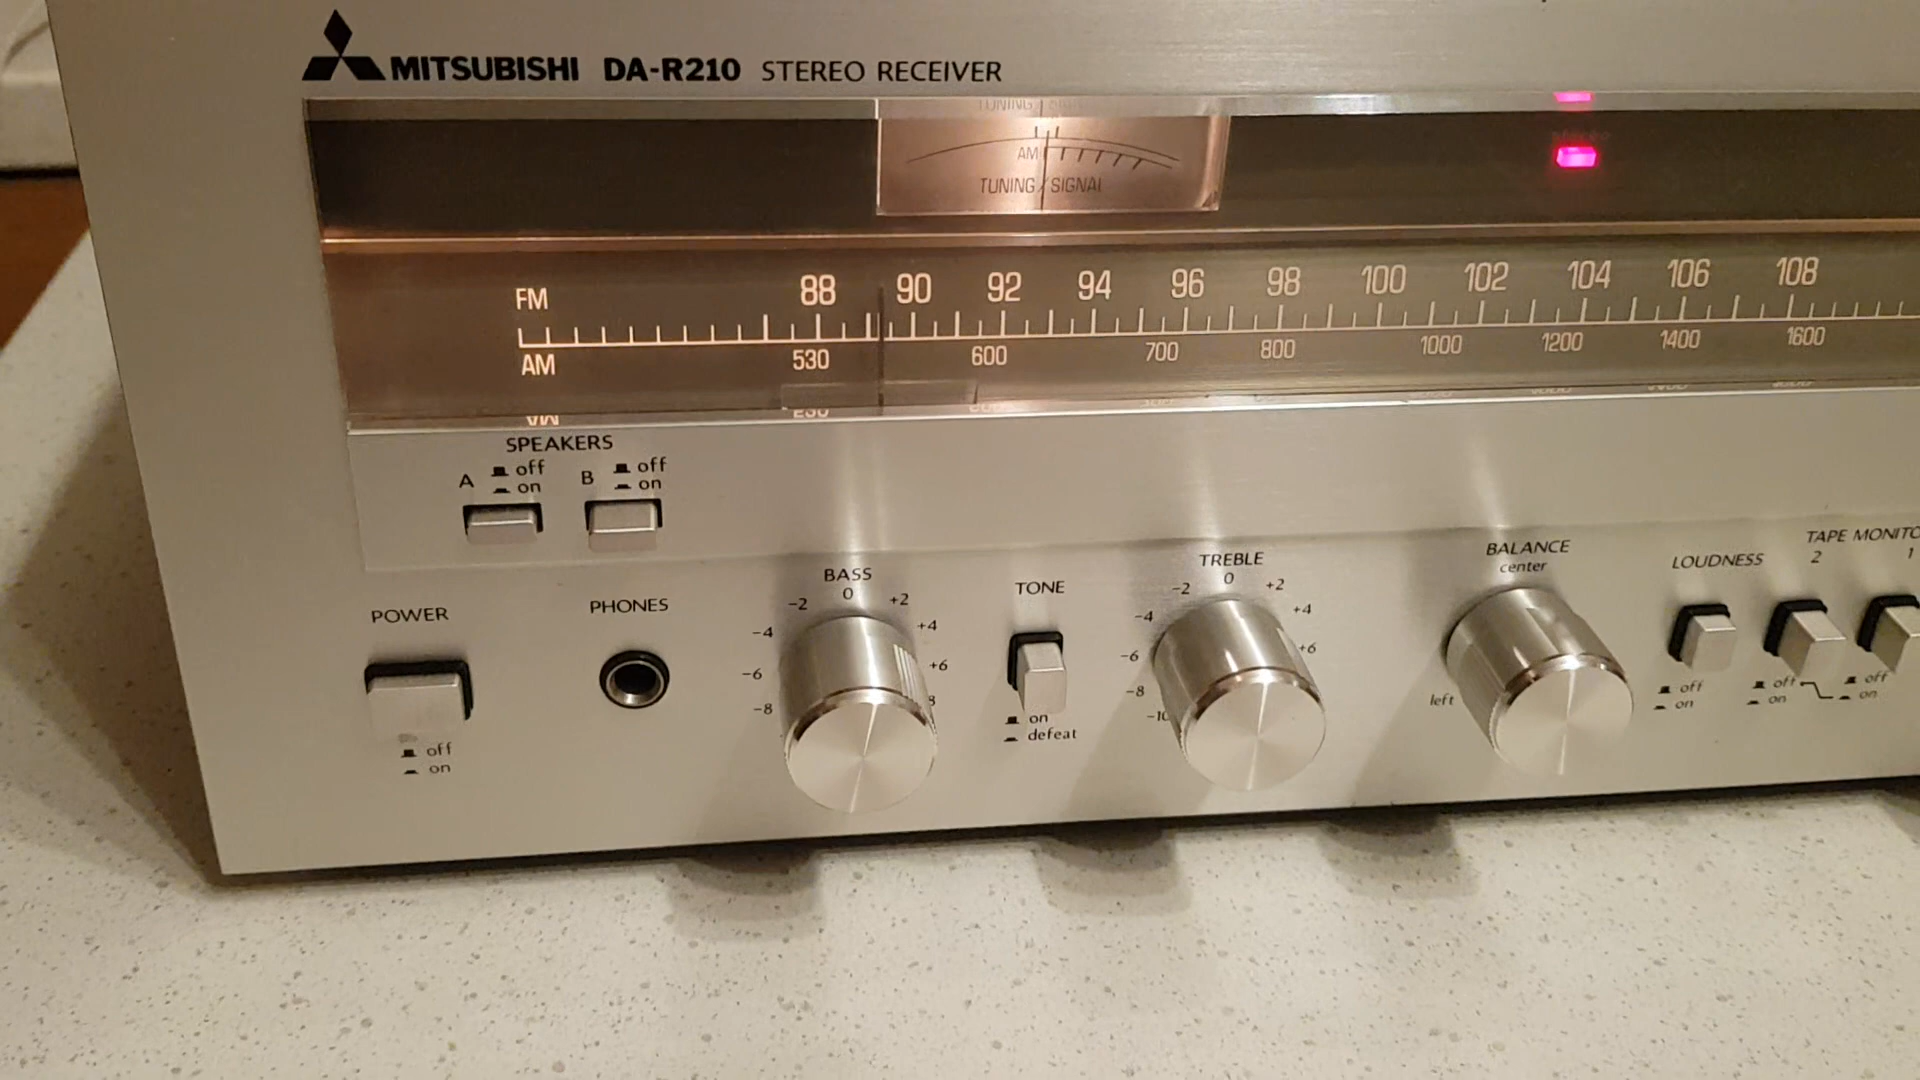 MITSUBISHI DA-R210 STEREO RECEIVER
AM
TUNING/SIGNAL
FM 88 90 92 94 96 98 100 102 104 106 108
AM 530 600 700 800 1000 1200 1400 1600
SPEAKERS
A off on
B off on
POWER
off
on
PHONES
BASS
-8 -6 -4 -2 0 +2 +4 +6 8
TONE
on
defeat
TREBLE
-10 -8 -6 -4 -2 0 +2 +4 +6
BALANCE
center
left
LOUDNESS
off
on
TAPE MONITO
2 1
off off
on on